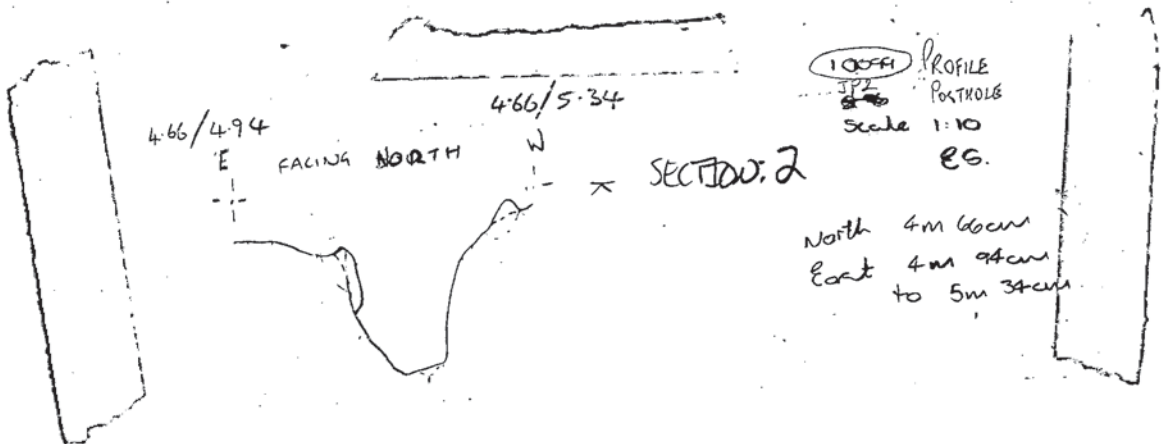 4.66/4.94
E
FACING NORTH
4.66/5.34
W
SECTION: 2
PROFILE
JP2 POSTHOLE
Scale 1:10
ES.
North 4m 66cm
East 4m 94cm
to 5m 34cm